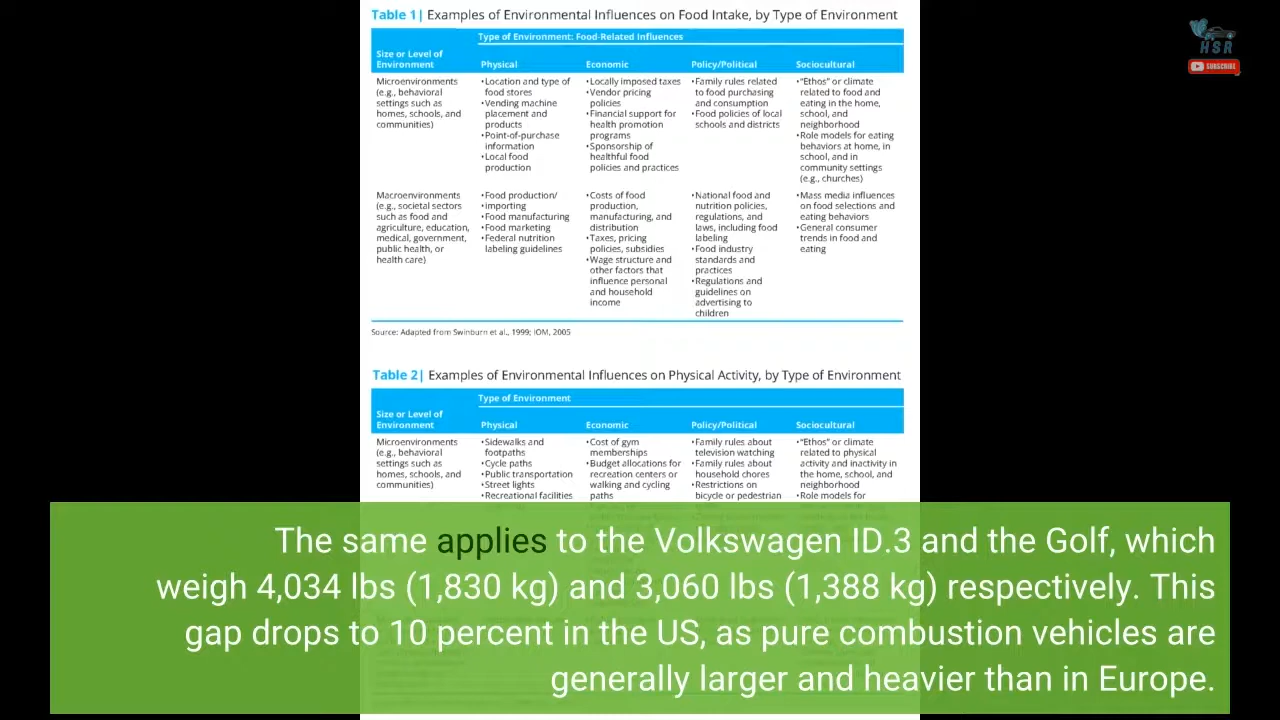 Table 1| Examples of Environmental Influences on Food Intake, by Type of Environment
Type of Environment: Food-Related Influences
Size or Level of
Environment
Physical
Economic
Policy/Political
Sociocultural
Microenvironments
(e.g., behavioral
settings such as
homes, schools, and
communities)
•Location and type of
food stores
•Vending machine
placement and
products
•Point-of-purchase
information
•Local food
production
•Locally imposed taxes
•Vendor pricing
policies
•Financial support for
health promotion
programs
•Sponsorship of
healthful food
policies and practices
•Family rules related
to food purchasing
and consumption
•Food policies of local
schools and districts
•"Ethos" or climate
related to food and
eating in the home,
school, and
neighborhood
•Role models for eating
behaviors at home, in
school, and in
community settings
(e.g., churches)
Macroenvironments
(e.g., societal sectors
such as food and
agriculture, education,
medical, government,
public health, or
health care)
•Food production/
•importing
•Food manufacturing
•Food marketing
•Federal nutrition
labeling guidelines
•Costs of food
production,
manufacturing, and
distribution
•Taxes, pricing
policies, subsidies
•Wage structure and
other factors that
influence personal
and household
income
•National food and
nutrition policies,
regulations, and
laws, including food
labeling
•Food industry
standards and
practices
•Regulations and
guidelines on
advertising to
children
•Mass media influences
on food selections and
eating behaviors
•General consumer
trends in food and
eating
Source: Adapted from Swinburn et al., 1999; IOM, 2005
Table 2| Examples of Environmental Influences on Physical Activity, by Type of Environment
Type of Environment
Size or Level of
Environment
Physical
Economic
Policy/Political
Sociocultural
Microenvironments
(e.g., behavioral
settings such as
homes, schools, and
communities)
•Sidewalks and
footpaths
•Cycle paths
•Public transportation
•Street lights
•Recreational facilities
•Cost of gym
memberships
•Budget allocations for
recreation centers or
walking and cycling
paths
•Family rules about
television watching
•Family rules about
household chores
•Restrictions on
bicycle or pedestrian
•"Ethos" or climate
related to physical
activity and inactivity in
the home, school, and
neighborhood
•Role models for
The same applies to the Volkswagen ID.3 and the Golf, which
weigh 4,034 lbs (1,830 kg) and 3,060 lbs (1,388 kg) respectively. This
gap drops to 10 percent in the US, as pure combustion vehicles are
generally larger and heavier than in Europe.
HSR
SUBSCRIBE